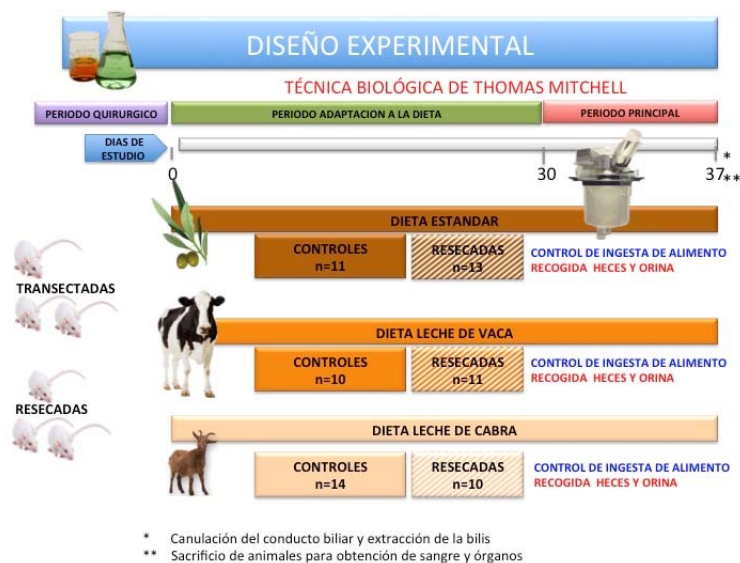 DISEÑO EXPERIMENTAL
TÉCNICA BIOLÓGICA DE THOMAS MITCHELL
PERIODO QUIRURGICO
PERIODO ADAPTACION A LA DIETA
PERIODO PRINCIPAL
DIAS DE
ESTUDIO
0
30
37
*
**
DIETA ESTANDAR
CONTROLES
n=11
RESECADAS
n=13
CONTROL DE INGESTA DE ALIMENTO
RECOGIDA HECES Y ORINA
TRANSECTADAS
DIETA LECHE DE VACA
CONTROLES
n=10
RESECADAS
n=11
CONTROL DE INGESTA DE ALIMENTO
RECOGIDA HECES Y ORINA
RESECADAS
DIETA LECHE DE CABRA
CONTROLES
n=14
RESECADAS
n=10
CONTROL DE INGESTA DE ALIMENTO
RECOGIDA HECES Y ORINA
* Canulación del conducto biliar y extracción de la bilis
** Sacrificio de animales para obtención de sangre y órganos